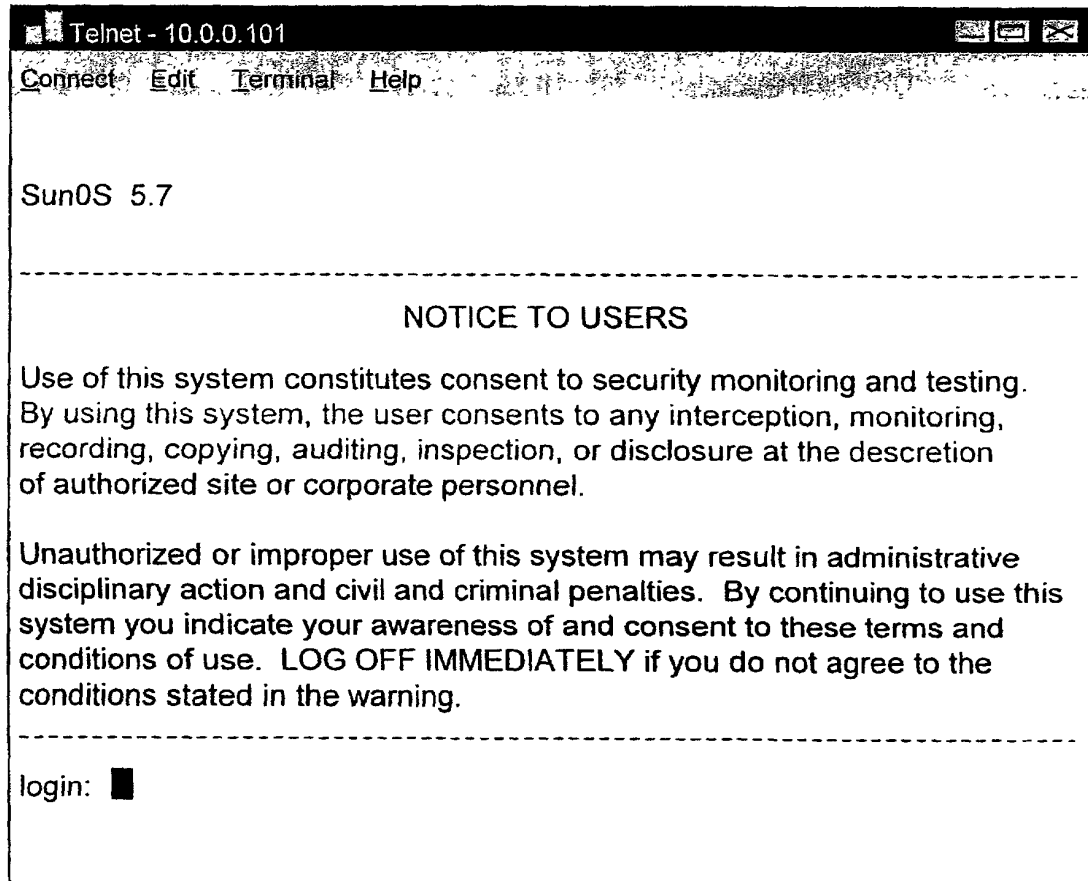 Telnet - 10.0.0.101
Connect Edit Terminal Help
Sun0S 5.7
NOTICE TO USERS
Use of this system constitutes consent to security monitoring and testing.
By using this system, the user consents to any interception, monitoring,
recording, copying, auditing, inspection, or disclosure at the descretion
of authorized site or corporate personnel.
Unauthorized or improper use of this system may result in administrative
disciplinary action and civil and criminal penalties. By continuing to use this
system you indicate your awareness of and consent to these terms and
conditions of use. LOG OFF IMMEDIATELY if you do not agree to the
conditions stated in the warning.
login: